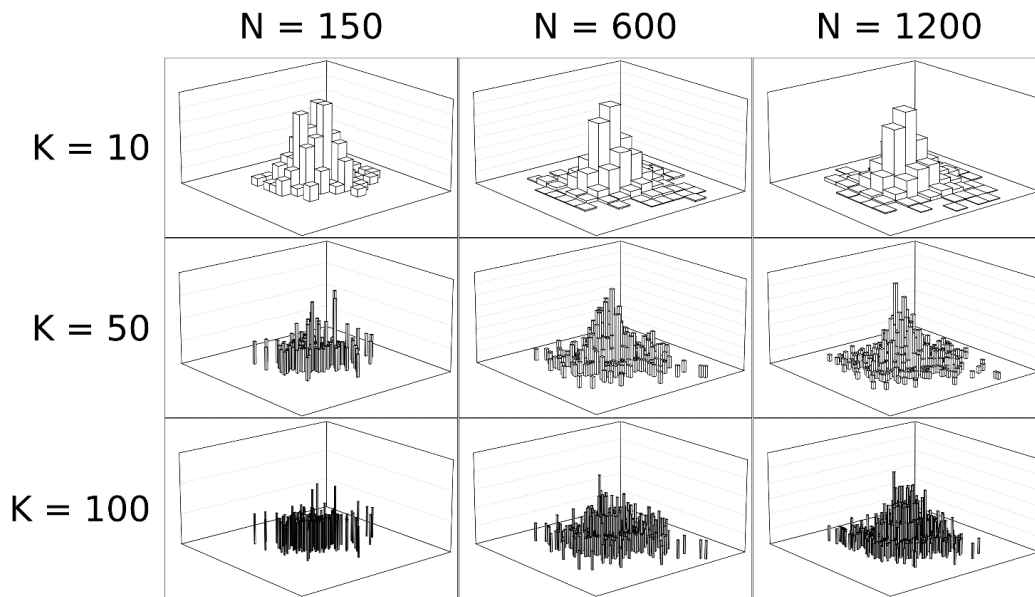 N = 150 N = 600 N = 1200
K = 10
K = 50
K = 100